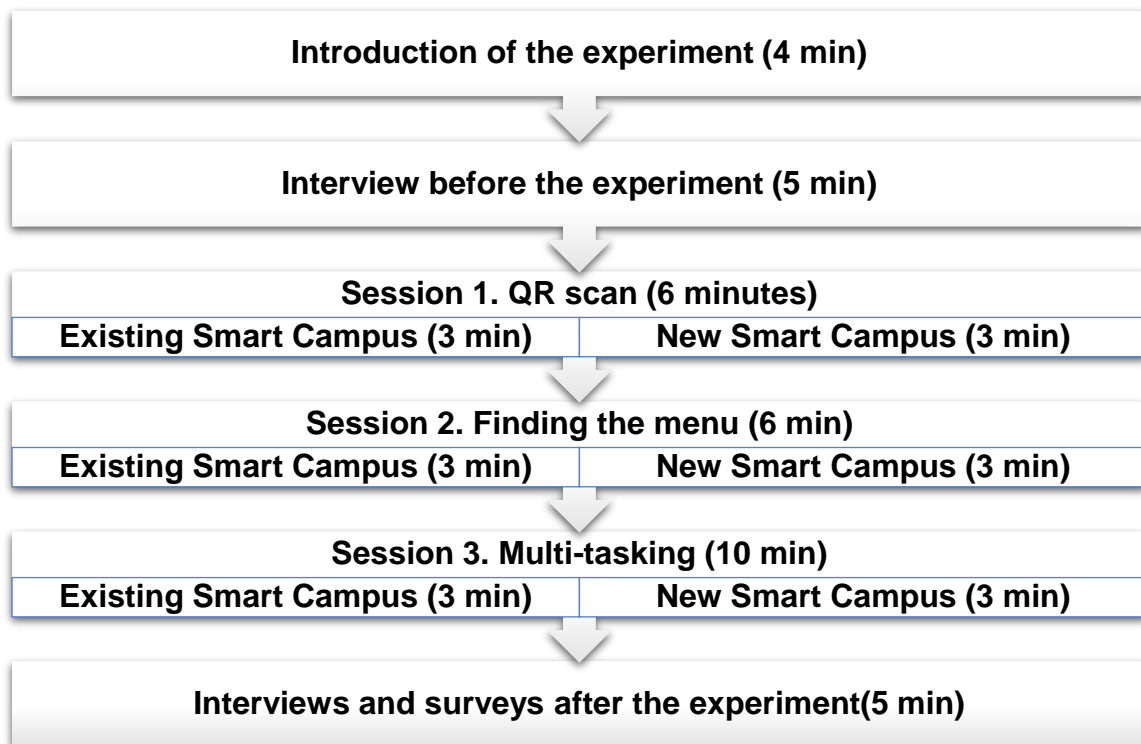 Introduction of the experiment (4 min)
Interview before the experiment (5 min)
Session 1. QR scan (6 minutes)
Existing Smart Campus (3 min) New Smart Campus (3 min)
Session 2. Finding the menu (6 min)
Existing Smart Campus (3 min) New Smart Campus (3 min)
Session 3. Multi-tasking (10 min)
Existing Smart Campus (3 min) New Smart Campus (3 min)
Interviews and surveys after the experiment(5 min)